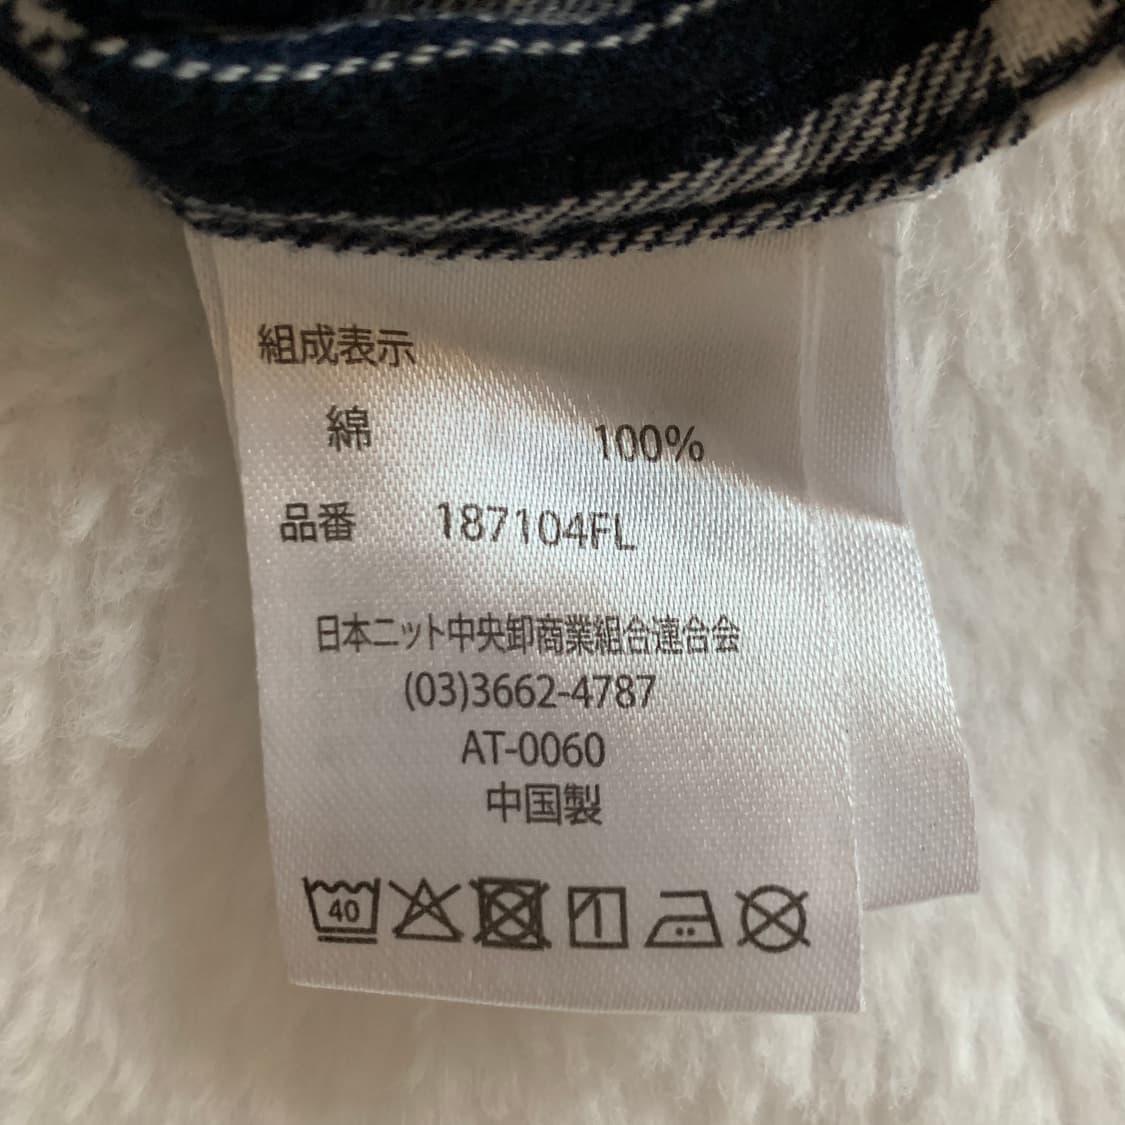 組成表示
綿 100%
品番 187104FL
日本ニット中央卸商業組合連合会
(03)3662-4787
AT-0060
中国製
40